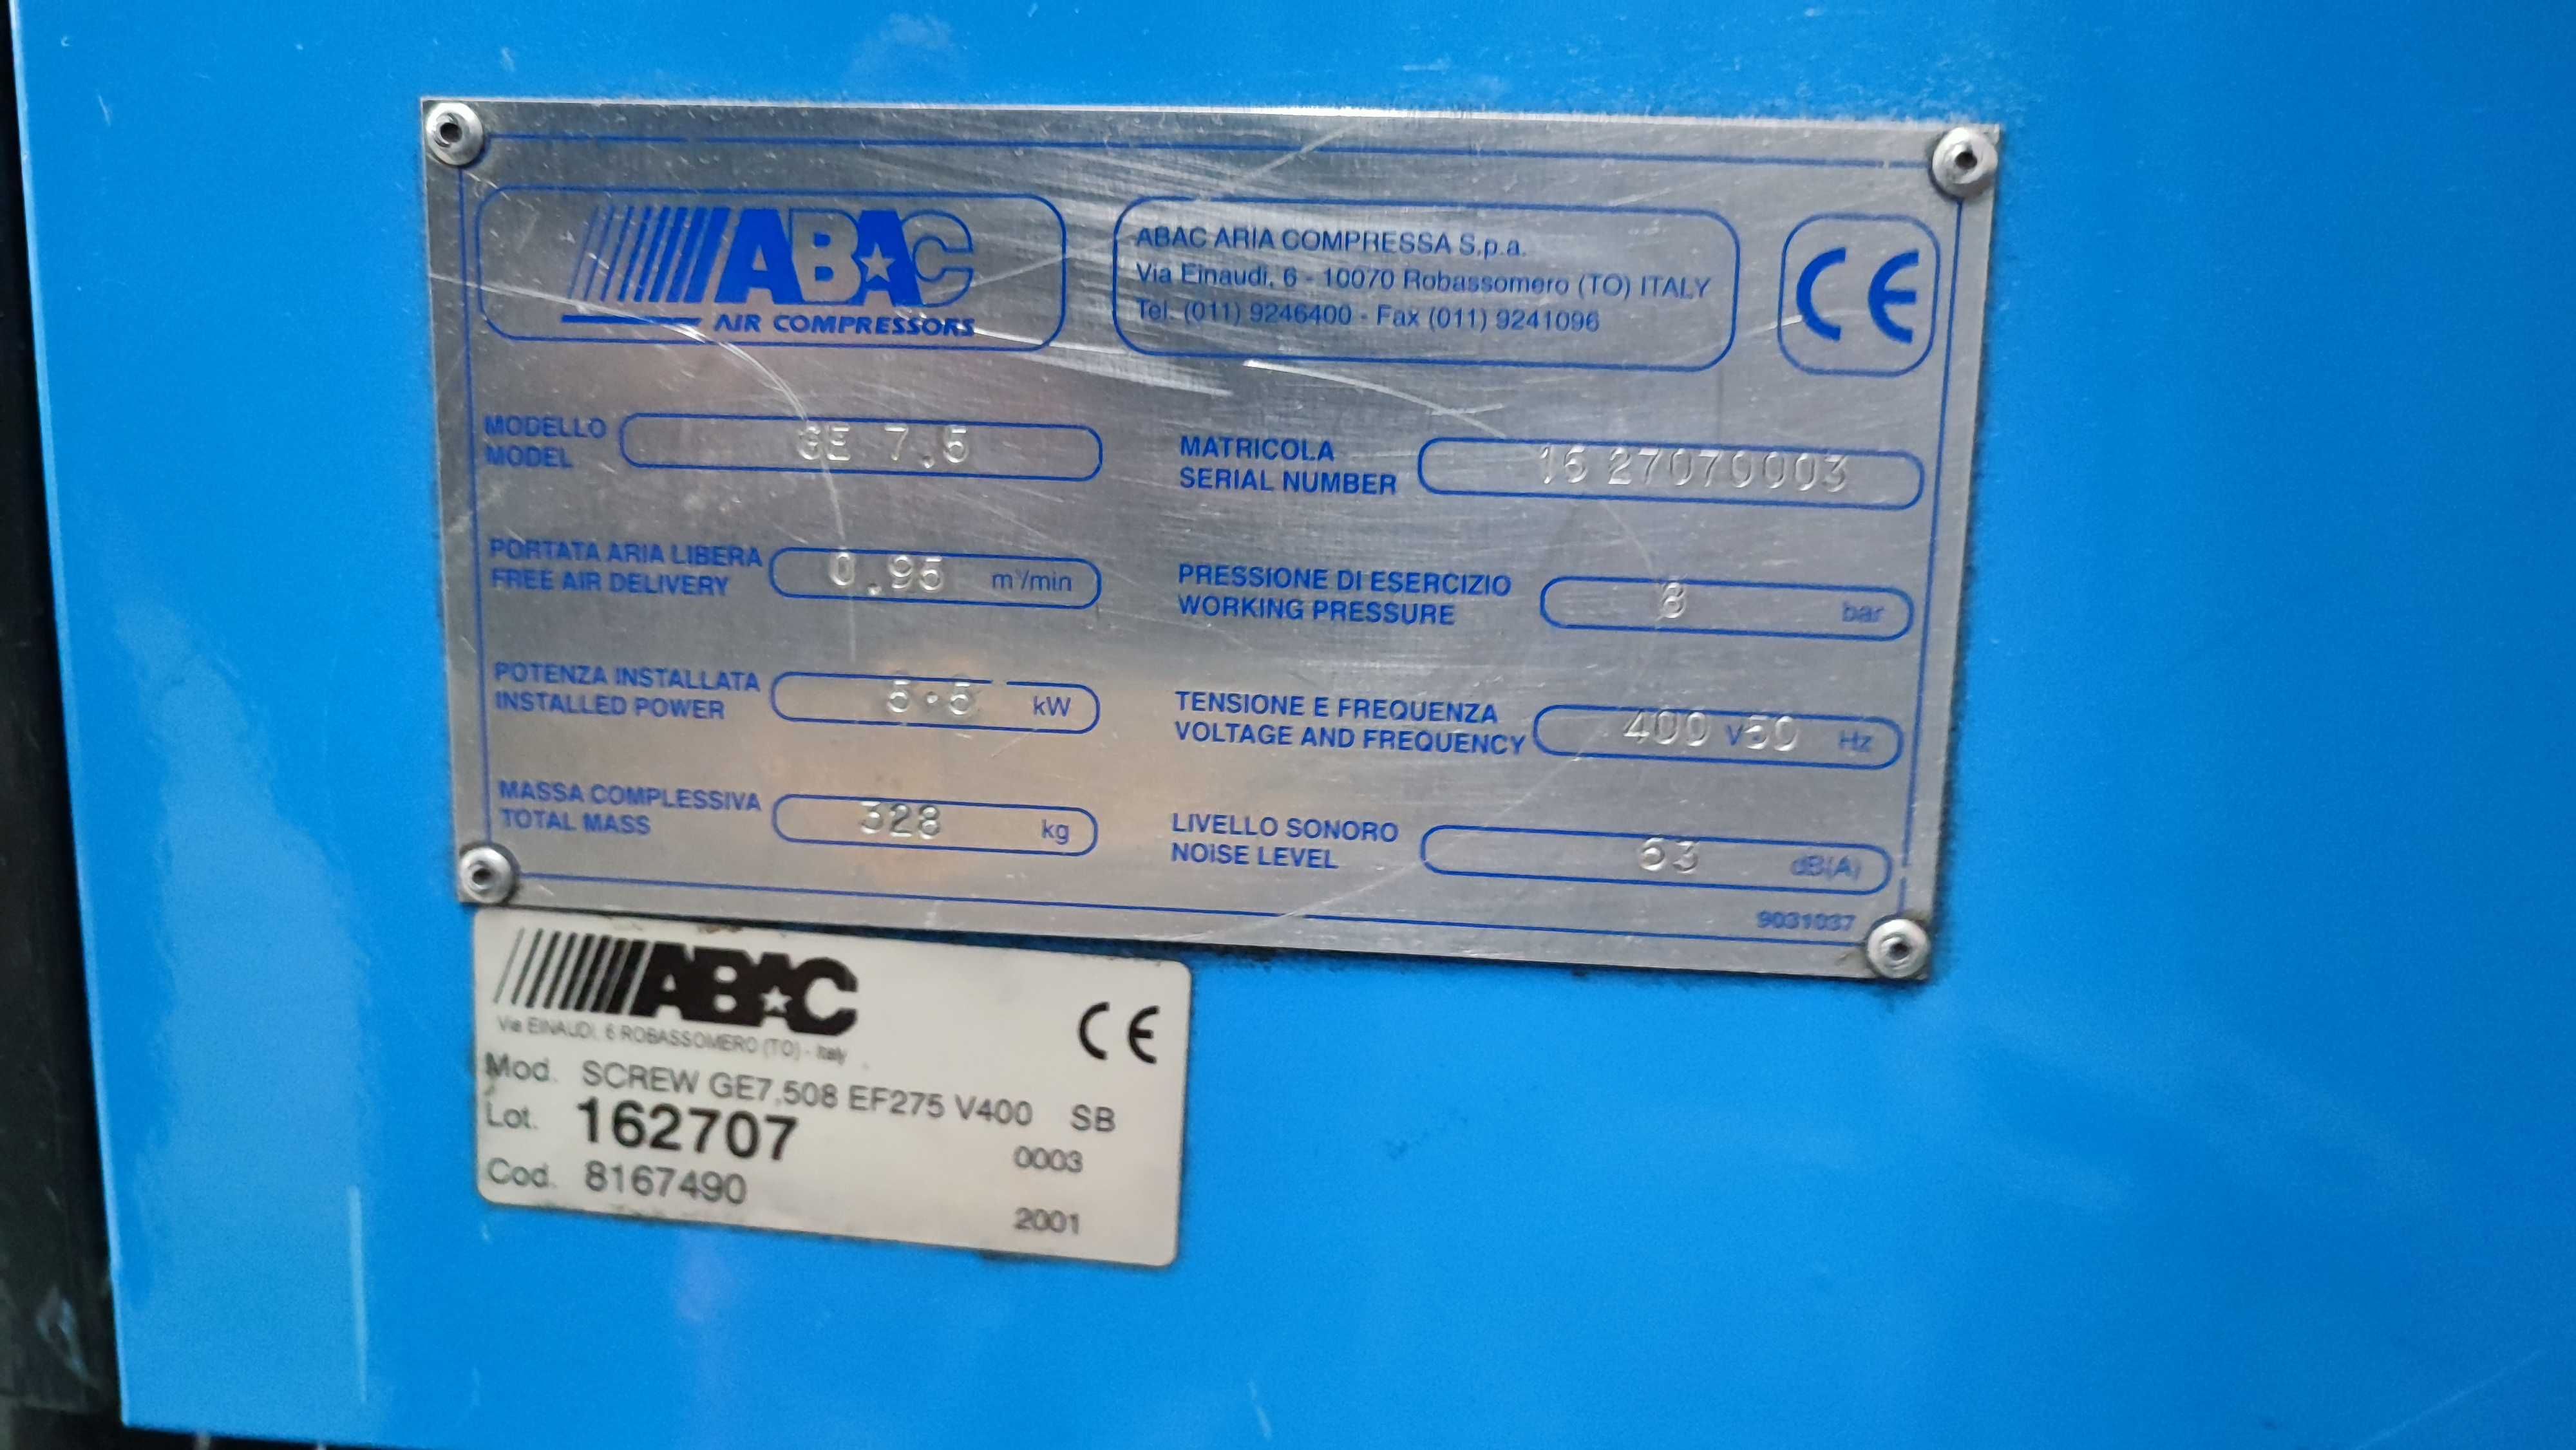 ABAC
AIR COMPRESSORS
ABAC ARIA COMPRESSA S.p.a.
Via Einaudi, 6 - 10070 Robassomero (TO) ITALY
Tel. (011) 9246400 - Fax (011) 9241096
CE
MODELLO
MODEL
GE 7.5
MATRICOLA
SERIAL NUMBER
16 27070003
PORTATA ARIA LIBERA
FREE AIR DELIVERY
0.95 m³/min
PRESSIONE DI ESERCIZIO
WORKING PRESSURE
8 bar
POTENZA INSTALLATA
INSTALLED POWER
5.5 kW
TENSIONE E FREQUENZA
VOLTAGE AND FREQUENCY
400 V 50 Hz
MASSA COMPLESSIVA
TOTAL MASS
328 kg
LIVELLO SONORO
NOISE LEVEL
63 dB(A)
9031037
ABAC
CE
Via EINAUDI, 6 ROBASSOMERO (TO) - Italy
Mod. SCREW GE7,508 EF275 V400 SB
Lot. 162707 0003
Cod. 8167490
2001